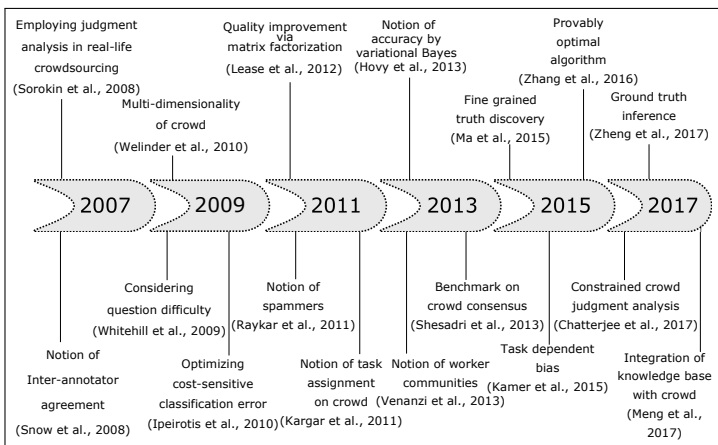 Employing judgment
analysis in real-life
crowdsourcing
(Sorokin et al., 2008)
Multi-dimensionality
of crowd
(Welinder et al., 2010)
Quality improvement
via
matrix factorization
(Lease et al., 2012)
Notion of
accuracy by
variational Bayes
(Hovy et al., 2013)
Fine grained
truth discovery
(Ma et al., 2015)
Provably
optimal
algorithm
(Zhang et al., 2016)
Ground truth
inference
(Zheng et al., 2017)
2007
2009
2011
2013
2015
2017
Notion of
Inter-annotator
agreement
(Snow et al., 2008)
Considering
question difficulty
(Whitehill et al., 2009)
Optimizing
cost-sensitive
classification error
(Ipeirotis et al., 2010)
Notion of
spammers
(Raykar et al., 2011)
Notion of task
assignment
on crowd
(Kargar et al., 2011)
Notion of worker
communities
(Venanzi et al., 2013)
Benchmark on
crowd consensus
(Shesadri et al., 2013)
Task dependent
bias
(Kamer et al., 2015)
Constrained crowd
judgment analysis
(Chatterjee et al., 2017)
Integration of
knowledge base
with crowd
(Meng et al.,
2017)